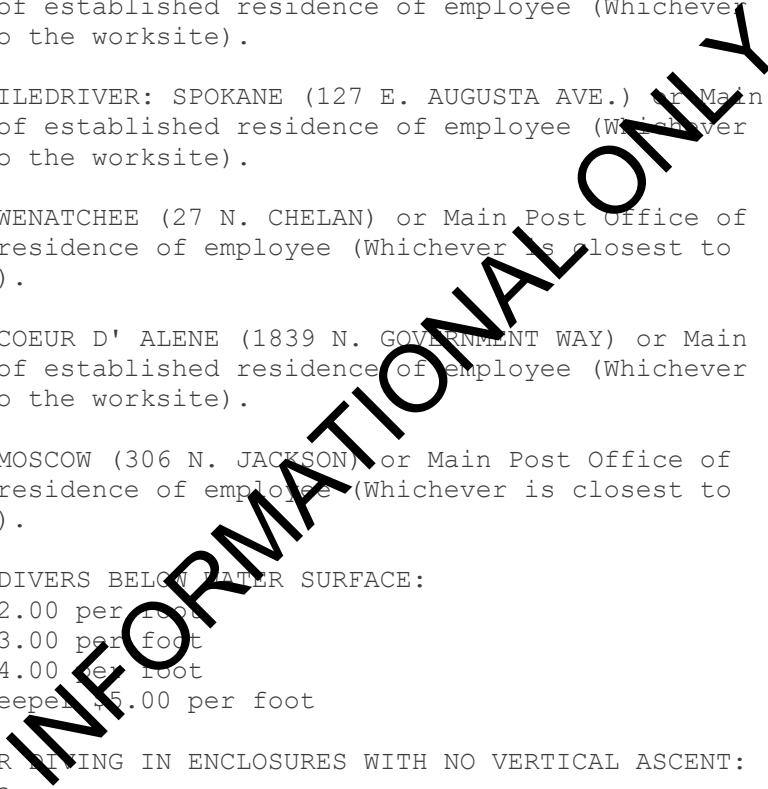 of established residence of employee (Whichever
o the worksite).
ILEDRIVER: SPOKANE (127 E. AUGUSTA AVE.) or Main
of established residence of employee (Whichever
o the worksite).
WENATCHEE (27 N. CHELAN) or Main Post Office of
residence of employee (Whichever is closest to
).
COEUR D' ALENE (1839 N. GOVERNMENT WAY) or Main
of established residence of employee (Whichever
o the worksite).
MOSCOW (306 N. JACKSON) or Main Post Office of
residence of employee (Whichever is closest to
).
DIVERS BELOW WATER SURFACE:
2.00 per foot
3.00 per foot
4.00 per foot
eeper $5.00 per foot
R DIVING IN ENCLOSURES WITH NO VERTICAL ASCENT:
INFORMATIONAL ONLY